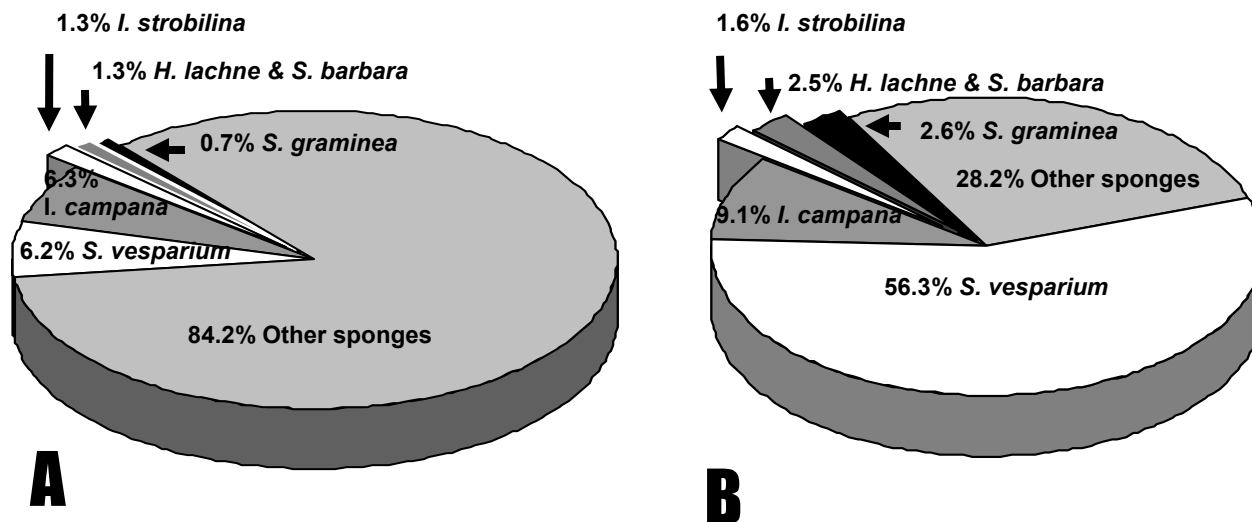 1.3% I. strobilina
1.3% H. lachne & S. barbara
0.7% S. graminea
6.3%
I. campana
6.2% S. vesparium
84.2% Other sponges
A
1.6% I. strobilina
2.5% H. lachne & S. barbara
2.6% S. graminea
28.2% Other sponges
9.1% I. campana
56.3% S. vesparium
B